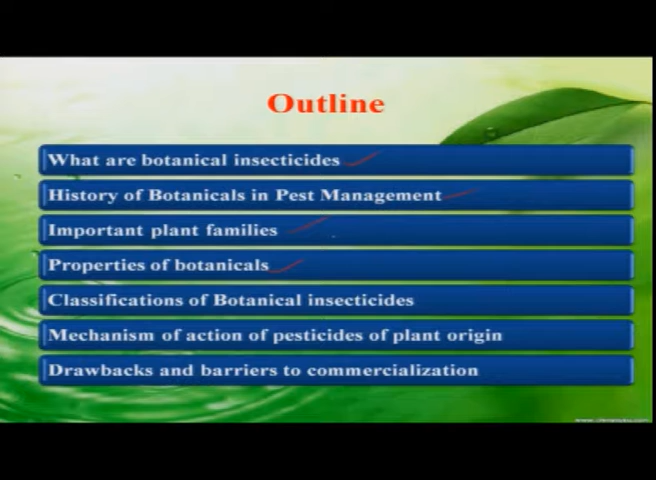 Outline
What are botanical insecticides
History of Botanicals in Pest Management
Important plant families
Properties of botanicals
Classifications of Botanical insecticides
Mechanism of action of pesticides of plant origin
Drawbacks and barriers to commercialization